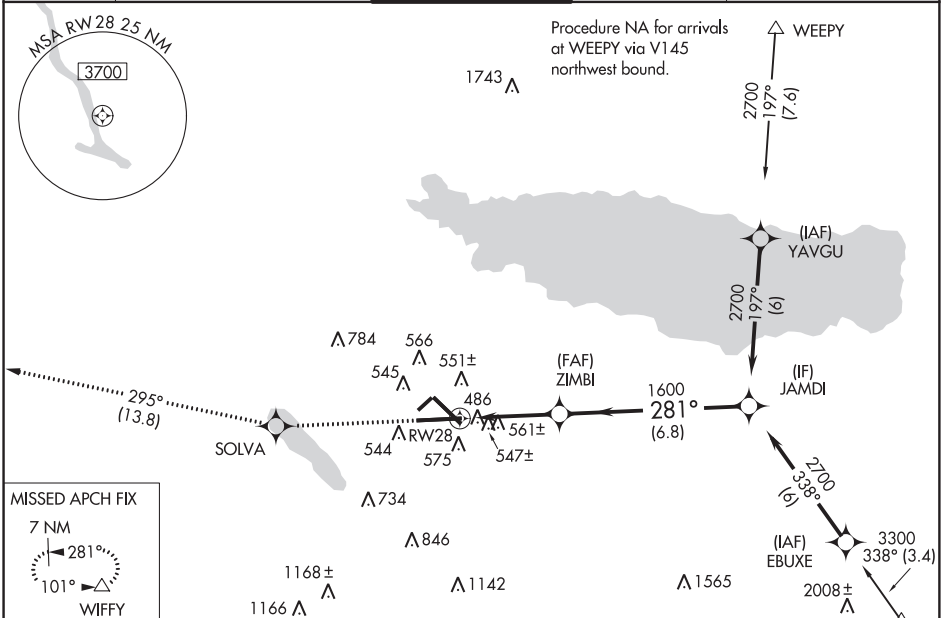 MSA RW 28 25 NM
3700
Procedure NA for arrivals
at WEEPY via V145
northwest bound.
WEEPY
1743
2700
197°
(7.6)
(IAF)
YAVGU
2700
197°
(6)
784
566
545
551±
(FAF)
ZIMBI
1600
281°
(6.8)
(IF)
JAMDI
295°
(13.8)
486
561±
SOLVA
544
RW28
575
547±
2700
338°
(6)
MISSED APCH FIX
7 NM
281°
101°
WIFFY
734
846
1168±
1166
1142
1565
(IAF)
EBUXE
3300
338° (3.4)
2008±